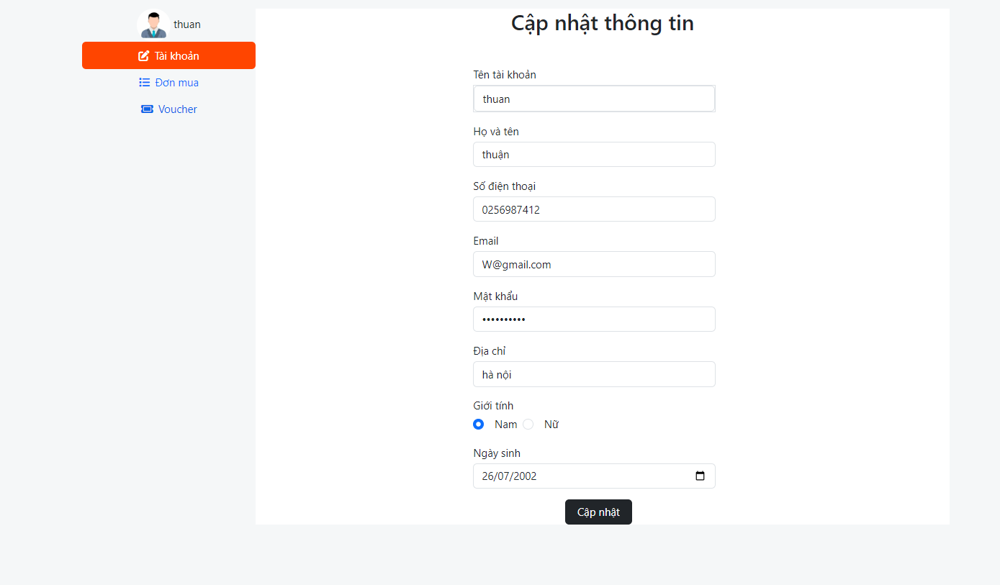 thuan
Tài khoản
Đơn mua
Voucher
Cập nhật thông tin
Tên tài khoản
thuan
Họ và tên
thuận
Số điện thoại
0256987412
Email
W@gmail.com
Mật khẩu
••••••••••
Địa chỉ
hà nội
Giới tính
Nam Nữ
Ngày sinh
26/07/2002
Cập nhật